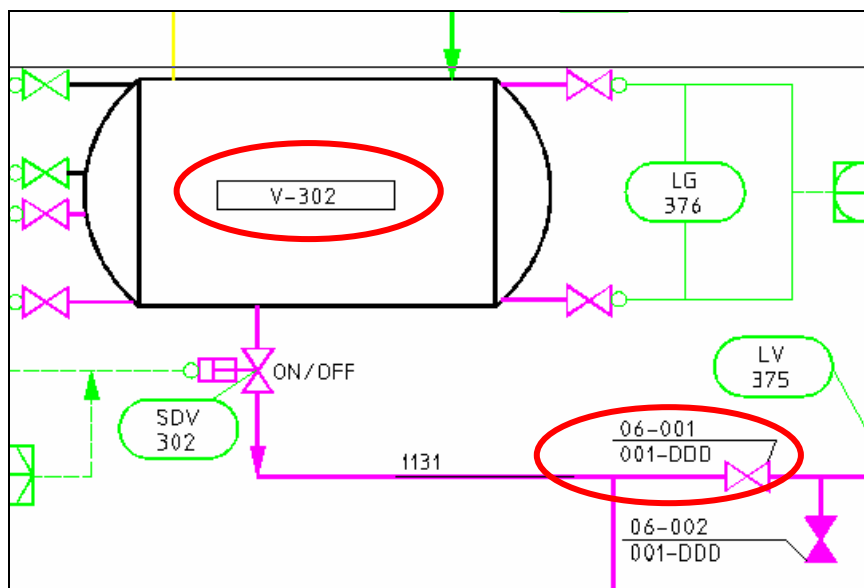 V-302
LG
376
LV
375
ON/OFF
SDV
302
06-001
001-DDD
1131
06-002
001-DDD